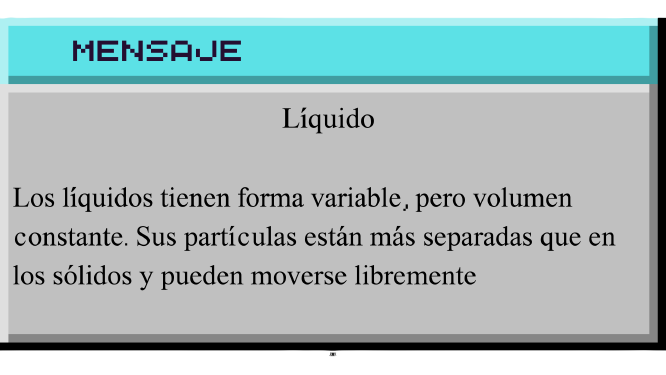 MENSAJE
Líquido
Los líquidos tienen forma variable, pero volumen
constante. Sus partículas están más separadas que en
los sólidos y pueden moverse libremente